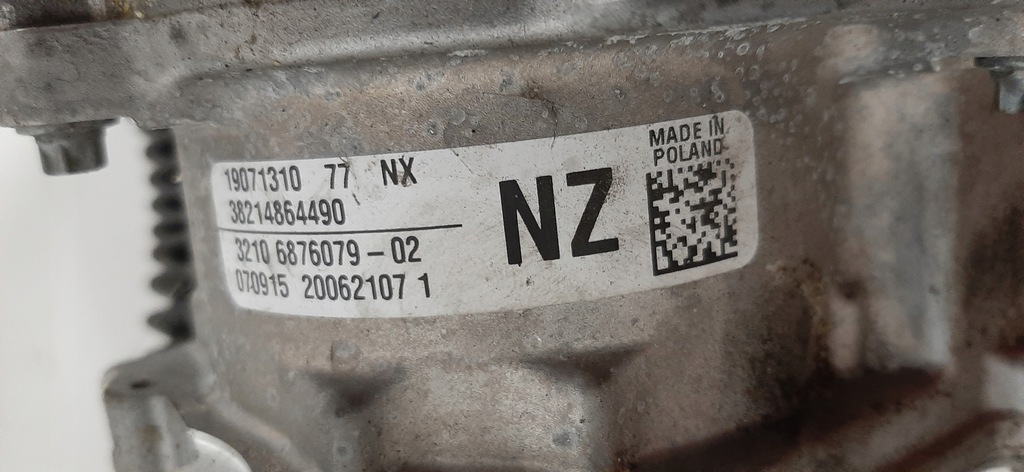 19071310 77 NX
38214864490
3210 6876079-02
070915 20062107 1
NZ
MADE IN
POLAND